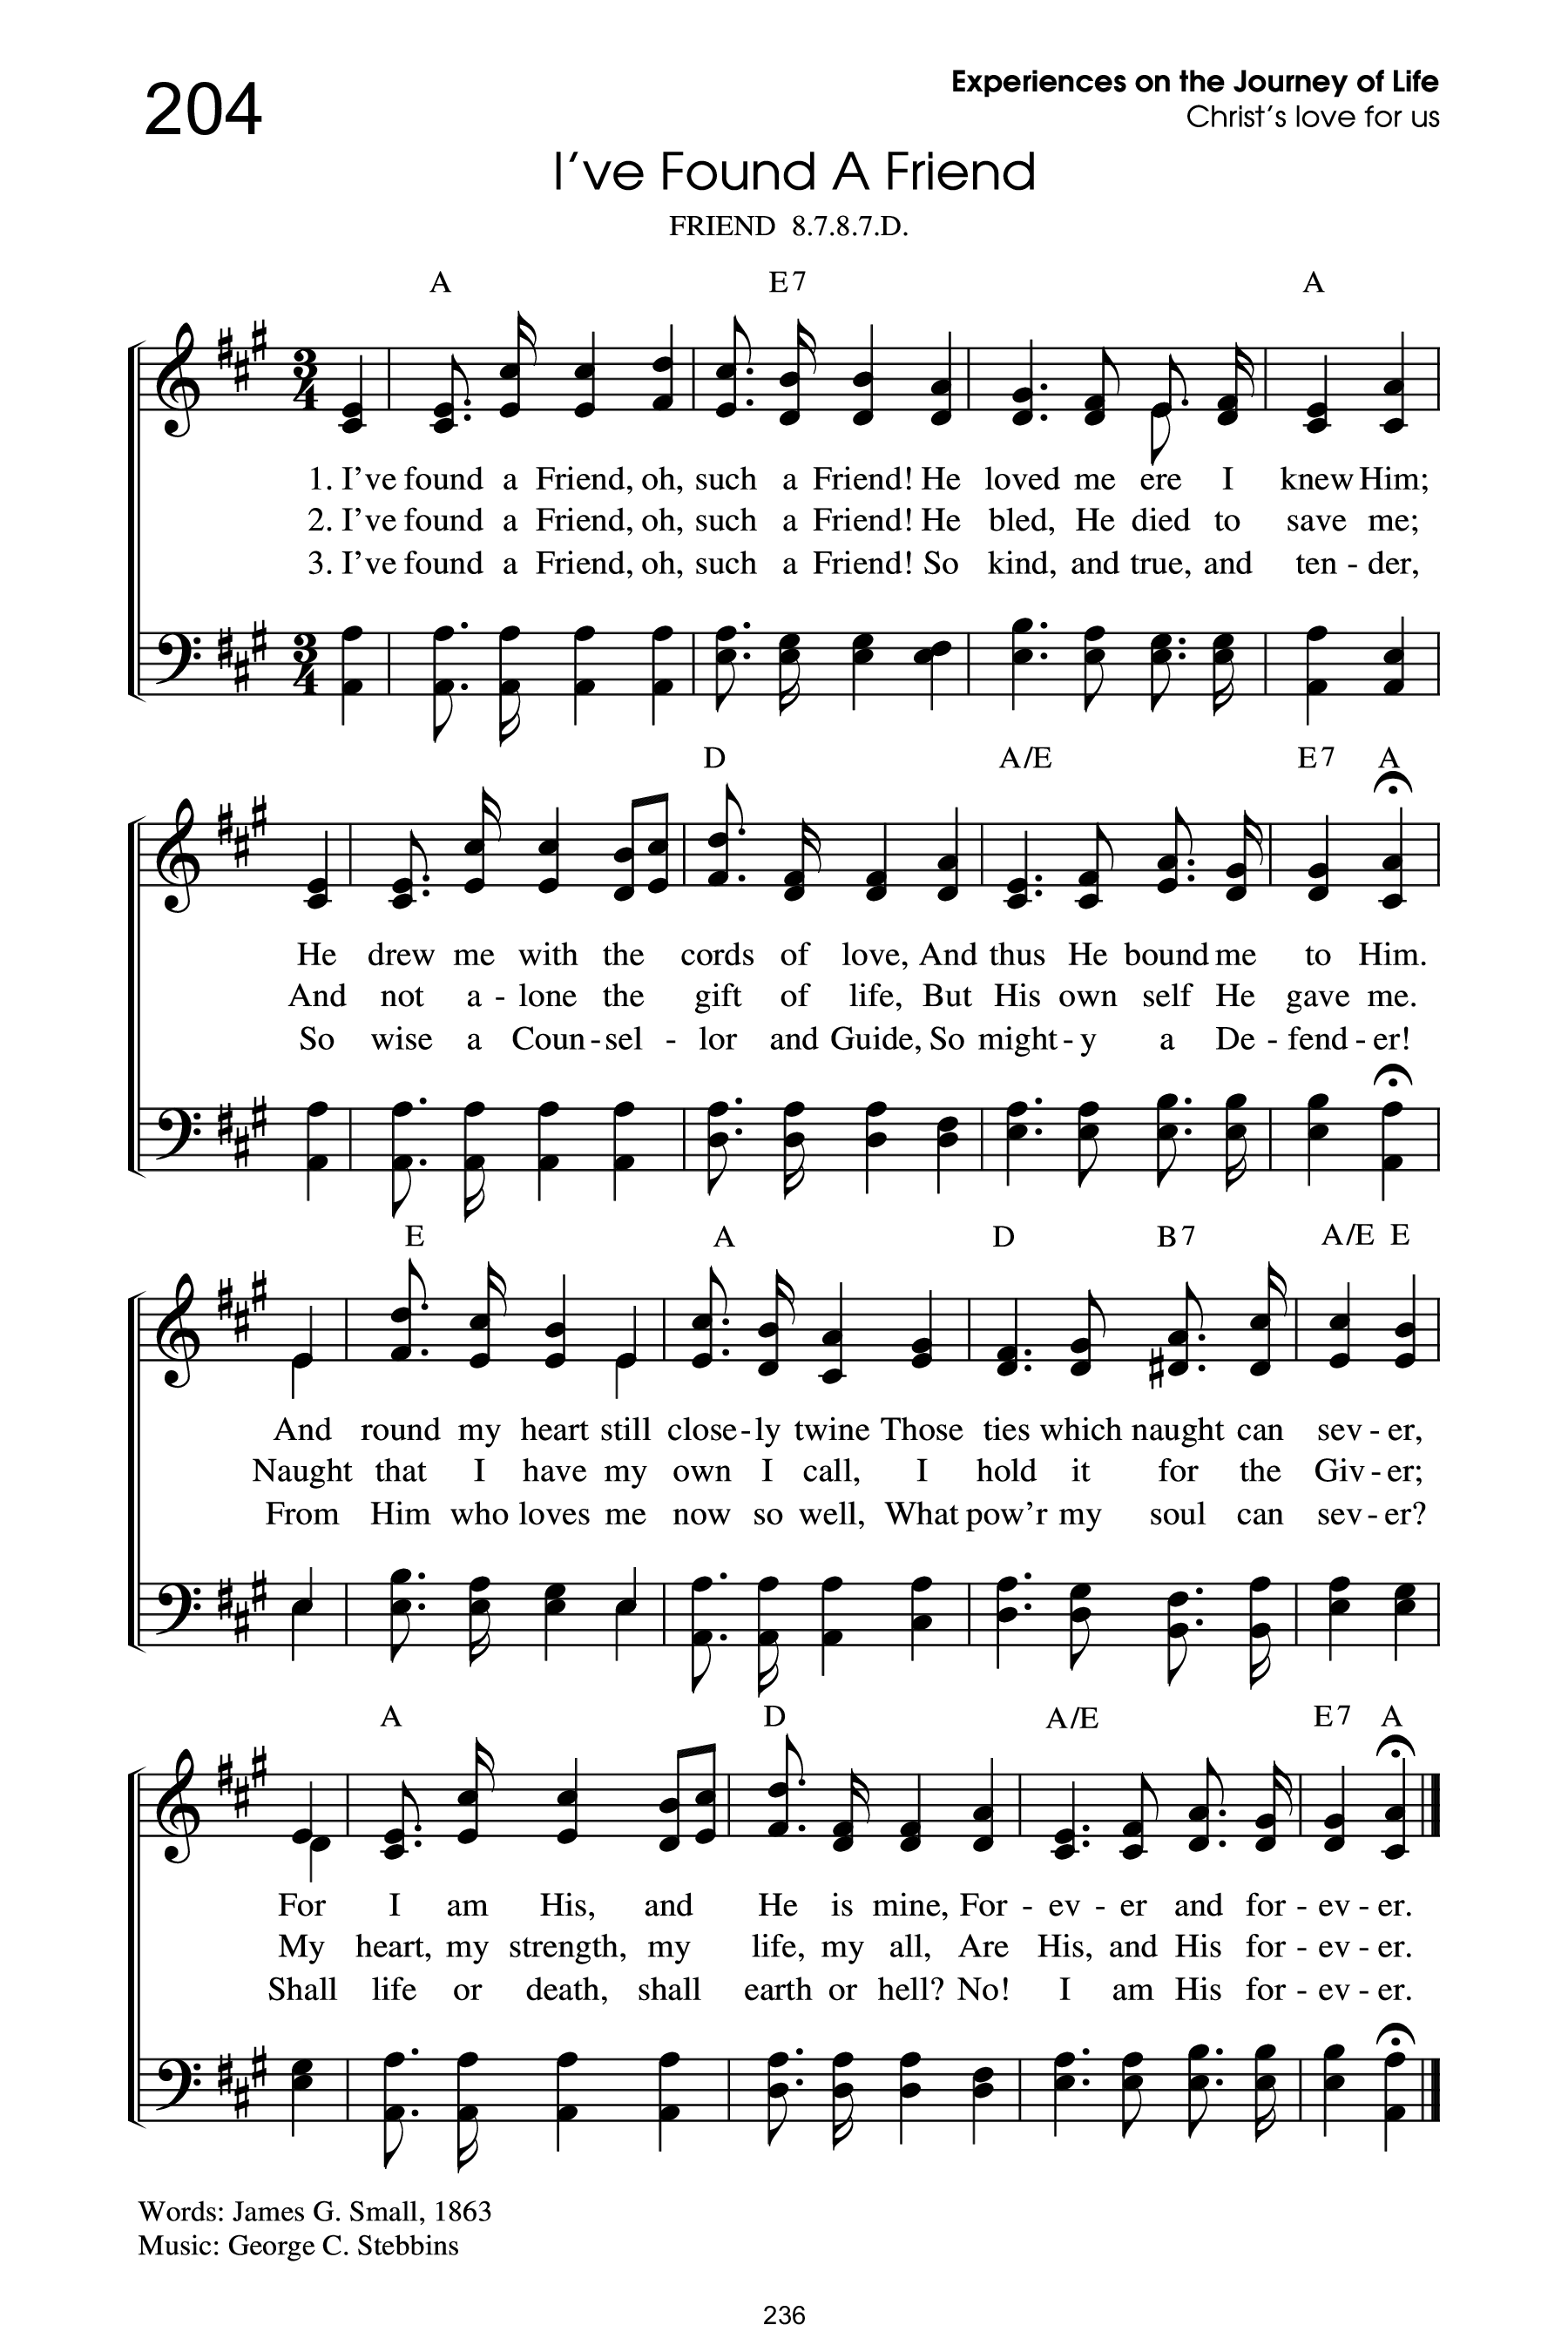 204
Experiences on the Journey of Life
Christ's love for us
I've Found A Friend
FRIEND 8.7.8.7.D.
A E7 A
1. I've found a Friend, oh, such a Friend! He loved me ere I knew Him;
2. I've found a Friend, oh, such a Friend! He bled, He died to save me;
3. I've found a Friend, oh, such a Friend! So kind, and true, and ten - der,
D A/E E7 A
He drew me with the cords of love, And thus He bound me to Him.
And not a - lone the gift of life, But His own self He gave me.
So wise a Coun - sel - lor and Guide, So might - y a De - fend - er!
E A D B7 A/E E
And round my heart still close - ly twine Those ties which naught can sev - er,
Naught that I have my own I call, I hold it for the Giv - er;
From Him who loves me now so well, What pow'r my soul can sev - er?
A D A/E E7 A
For I am His, and He is mine, For - ev - er and for - ev - er.
My heart, my strength, my life, my all, Are His, and His for - ev - er.
Shall life or death, shall earth or hell? No! I am His for - ev - er.
Words: James G. Small, 1863
Music: George C. Stebbins
236